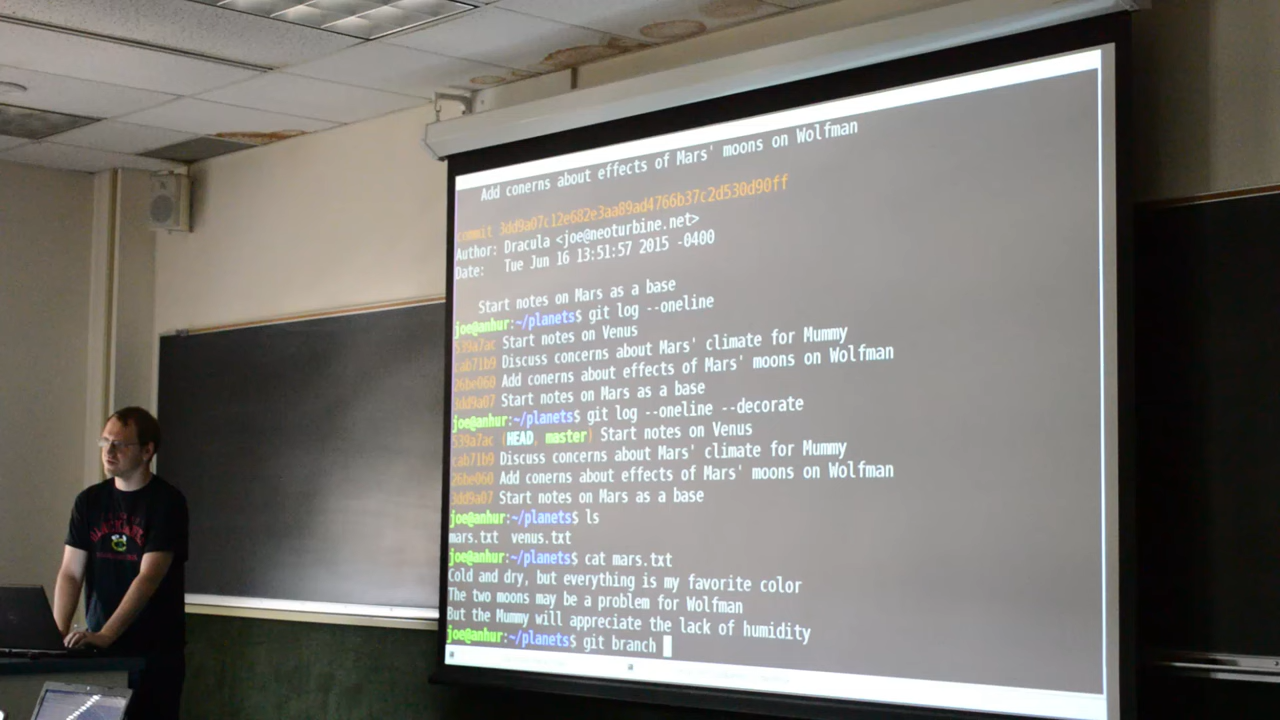 Add conerns about effects of Mars' moons on Wolfman
commit 3dd9a07c12e682e3aa89ad4766b37c2d530d90ff
Author: Dracula <joe@neoturbine.net>
Date: Tue Jun 16 13:51:57 2015 -0400
Start notes on Mars as a base
joe@anhur:~/planets$ git log --oneline
539a7ac Start notes on Venus
cab71b9 Discuss concerns about Mars' climate for Mummy
26be060 Add conerns about effects of Mars' moons on Wolfman
3dd9a07 Start notes on Mars as a base
joe@anhur:~/planets$ git log --oneline --decorate
539a7ac (HEAD, master) Start notes on Venus
cab71b9 Discuss concerns about Mars' climate for Mummy
26be060 Add conerns about effects of Mars' moons on Wolfman
3dd9a07 Start notes on Mars as a base
joe@anhur:~/planets$ ls
mars.txt venus.txt
joe@anhur:~/planets$ cat mars.txt
Cold and dry, but everything is my favorite color
The two moons may be a problem for Wolfman
But the Mummy will appreciate the lack of humidity
joe@anhur:~/planets$ git branch